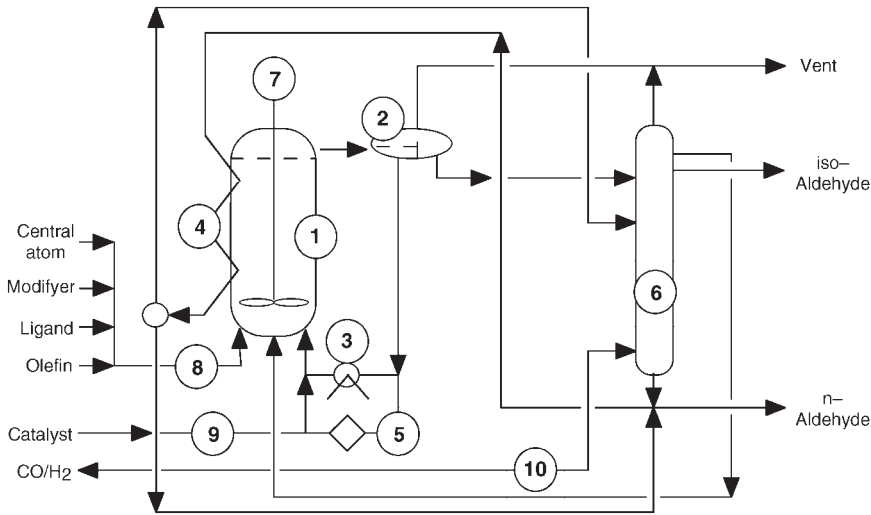 7
2
Vent
iso–
Aldehyde
4
1
Central
atom
Modifyer
Ligand
Olefin
8
3
6
n–
Aldehyde
Catalyst
9
5
CO/H2
10